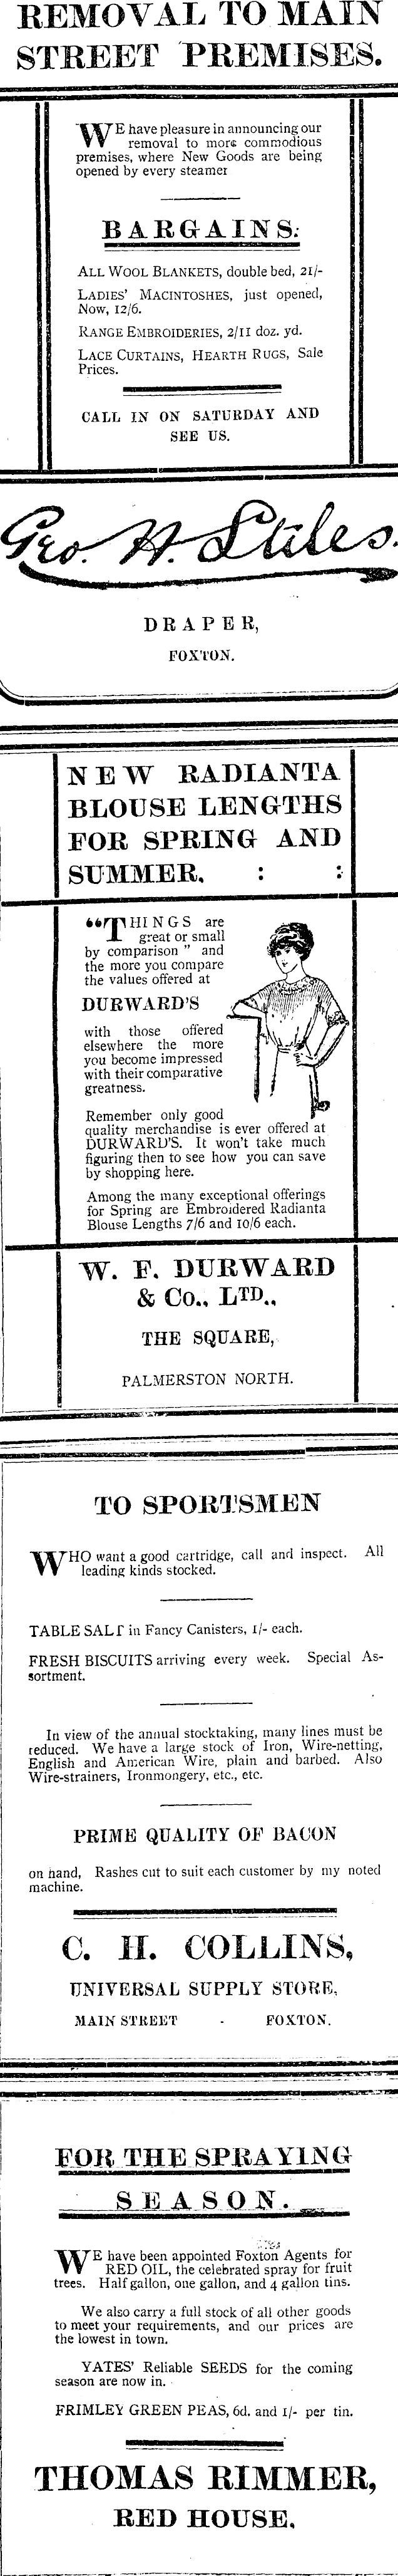 REMOVAL TO MAIN
STREET PREMISES.
WE have pleasure in announcing our
removal to more commodious
premises, where New Goods are being
opened by every steamer
BARGAINS:
ALL WOOL BLANKETS, double bed, 21/-
LADIES' MACINTOSHES, just opened,
Now, 12/6.
RANGE EMBROIDERIES, 2/11 doz. yd.
LACE CURTAINS, HEARTH RUGS, Sale
Prices.
CALL IN ON SATURDAY AND
SEE US.
Geo. H. Stiles.
DRAPER,
FOXTON.
NEW RADIANTA
BLOUSE LENGTHS
FOR SPRING AND
SUMMER. : :
"THINGS are
great or small
by comparison" and
the more you compare
the values offered at
DURWARD'S
with those offered
elsewhere the more
you become impressed
with their comparative
greatness.
Remember only good
quality merchandise is ever offered at
DURWARD'S. It won't take much
figuring then to see how you can save
by shopping here.
Among the many exceptional offerings
for Spring are Embroidered Radianta
Blouse Lengths 7/6 and 10/6 each.
W. F. DURWARD
& Co., LTD.,
THE SQUARE,
PALMERSTON NORTH.
TO SPORTSMEN
WHO want a good cartridge, call and inspect. All
leading kinds stocked.
TABLE SALT in Fancy Canisters, 1/- each.
FRESH BISCUITS arriving every week. Special As-
sortment.
In view of the annual stocktaking, many lines must be
reduced. We have a large stock of Iron, Wire-netting,
English and American Wire, plain and barbed. Also
Wire-strainers, Ironmongery, etc., etc.
PRIME QUALITY OF BACON
on hand, Rashes cut to suit each customer by my noted
machine.
C. H. COLLINS,
UNIVERSAL SUPPLY STORE,
MAIN STREET - FOXTON.
FOR THE SPRAYING
SEASON.
WE have been appointed Foxton Agents for
RED OIL, the celebrated spray for fruit
trees. Half gallon, one gallon, and 4 gallon tins.
We also carry a full stock of all other goods
to meet your requirements, and our prices are
the lowest in town.
YATES' Reliable SEEDS for the coming
season are now in.
FRIMLEY GREEN PEAS, 6d. and 1/- per tin.
THOMAS RIMMER,
RED HOUSE.